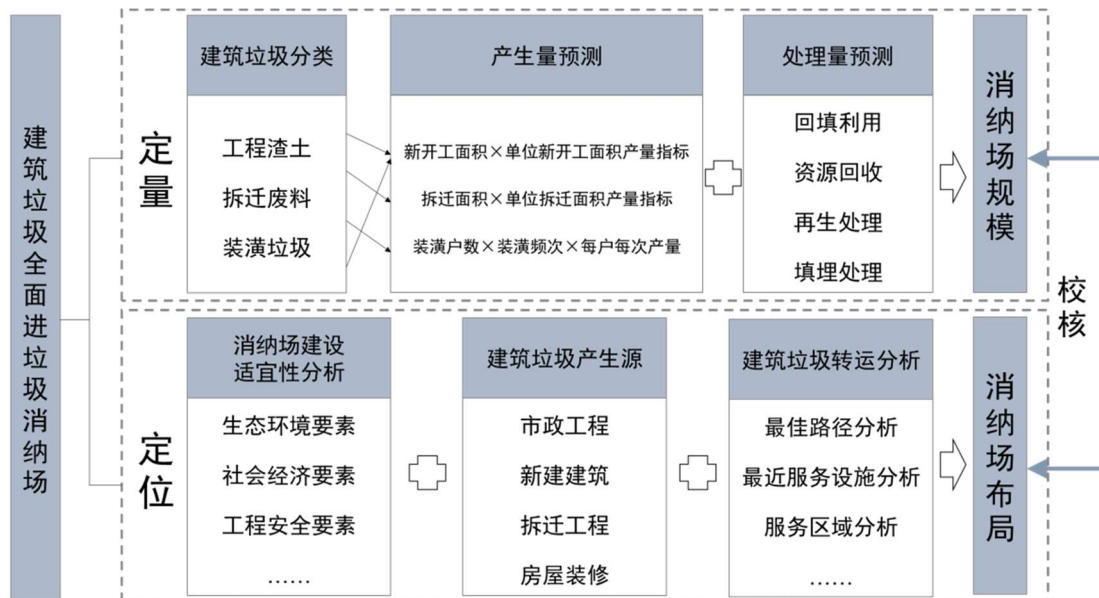 建筑垃圾全面进垃圾消纳场
定量
建筑垃圾分类
工程渣土
拆迁废料
装潢垃圾
产生量预测
新开工面积×单位新开工面积产量指标
拆迁面积×单位拆迁面积产量指标
装潢户数×装潢频次×每户每次产量
处理量预测
回填利用
资源回收
再生处理
填埋处理
消纳场规模
定位
消纳场建设
适宜性分析
生态环境要素
社会经济要素
工程安全要素
……
建筑垃圾产生源
市政工程
新建建筑
拆迁工程
房屋装修
建筑垃圾转运分析
最佳路径分析
最近服务设施分析
服务区域分析
……
消纳场布局
校核